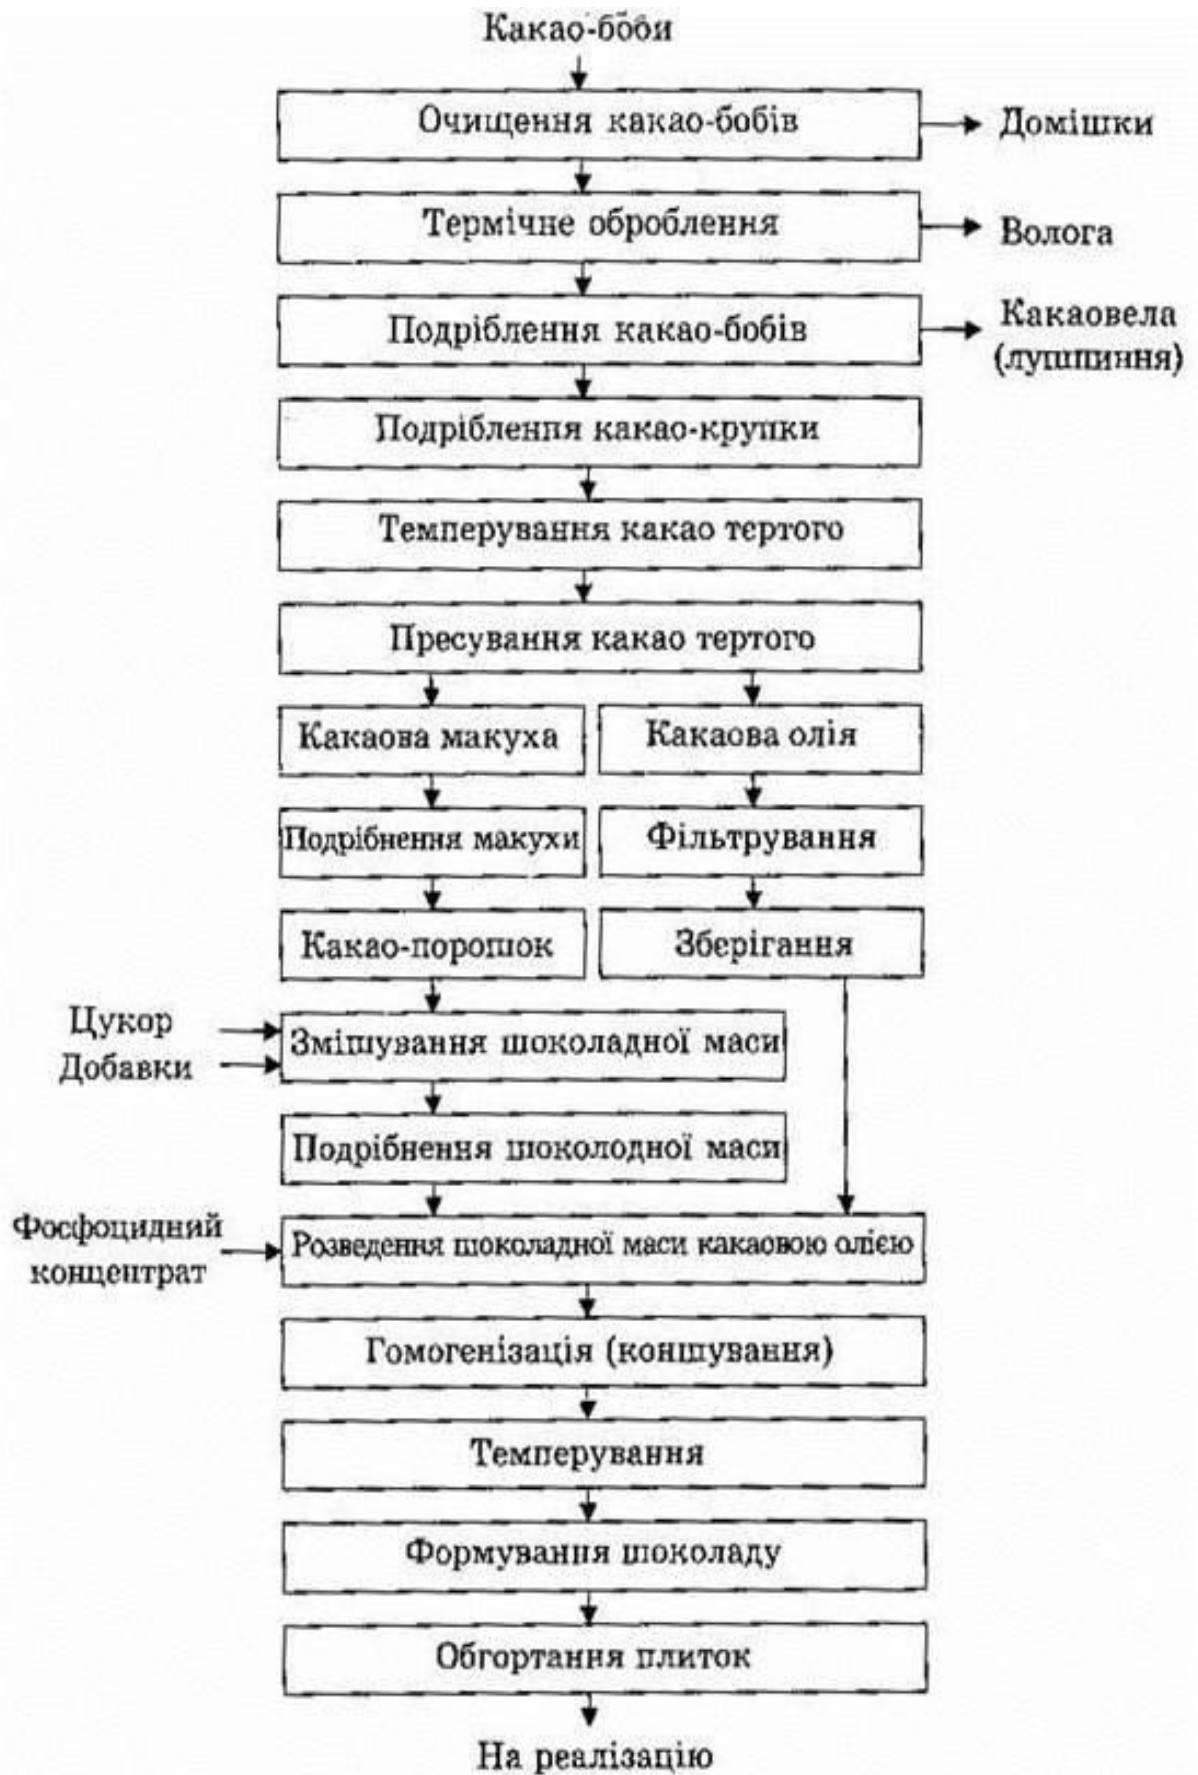 Какао-боби
Очищення какао-бобів
Домішки
Термічне оброблення
Волога
Подріблення какао-бобів
Какаовела
(лушпиння)
Подріблення какао-крупки
Темперування какао тертого
Пресування какао тертого
Какаова макуха
Какаова олія
Подрібнення макухи
Фільтрування
Какао-порошок
Зберігання
Цукор
Добавки
Змішування шоколадної маси
Подрібнення шоколодної маси
Фосфоцидний
концентрат
Розведення шоколадної маси какаовою олією
Гомогенізація (коншування)
Темперування
Формування шоколаду
Обгортання плиток
На реалізацію